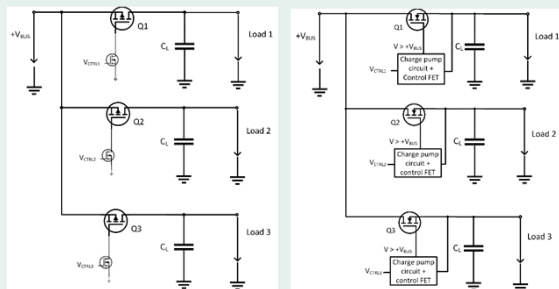 Q1
+VBUS
VCTRL1
CL
Load 1
Q2
VCTRL2
CL
Load 2
Q3
VCTRL3
CL
Load 3
Q1
+VBUS
V > +VBUS
Charge pump
circuit +
Control FET
VCTRL1
CL
Load 1
Q2
V > +VBUS
Charge pump
circuit +
control FET
VCTRL2
CL
Load 2
Q3
V > +VBUS
Charge pump
circuit +
control FET
VCTRL3
CL
Load 3